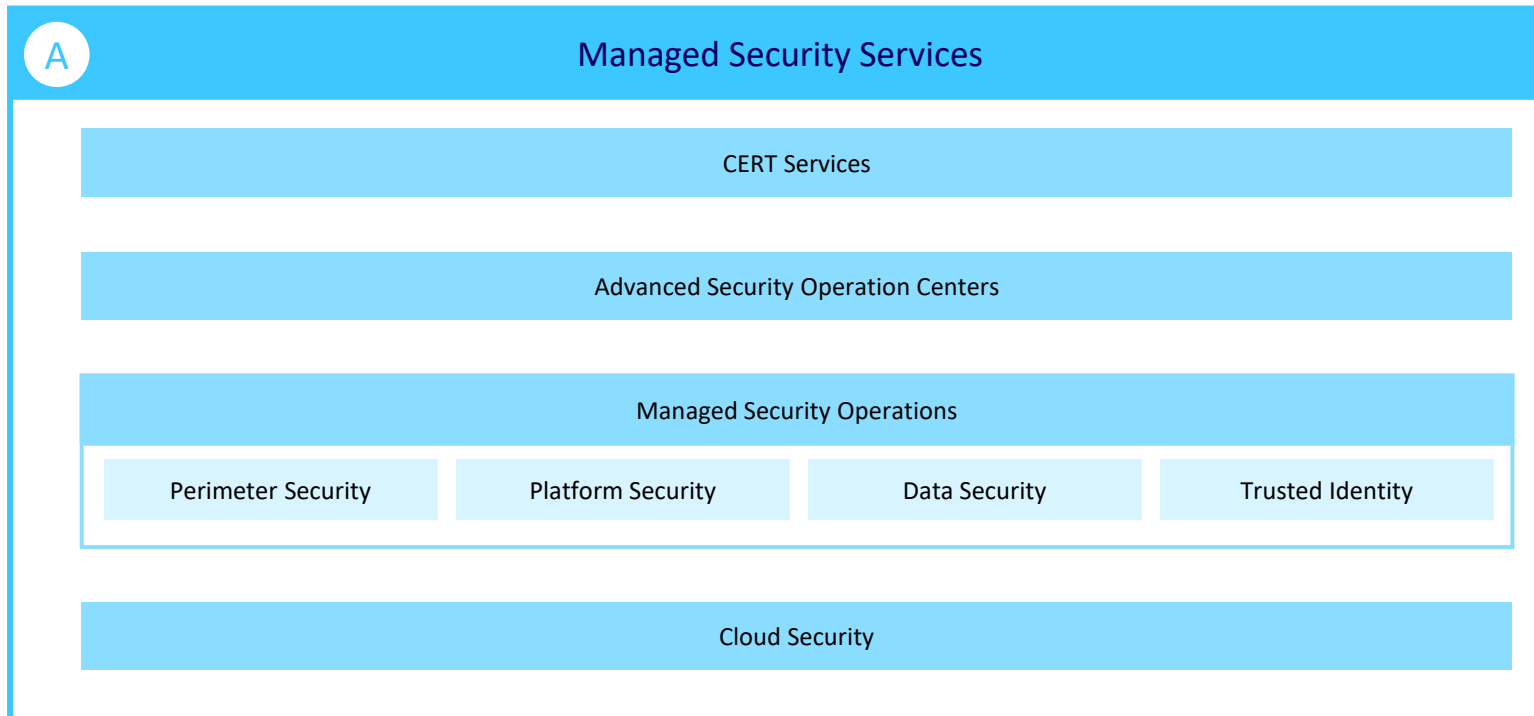 A
Managed Security Services
CERT Services
Advanced Security Operation Centers
Managed Security Operations
Perimeter Security
Platform Security
Data Security
Trusted Identity
Cloud Security